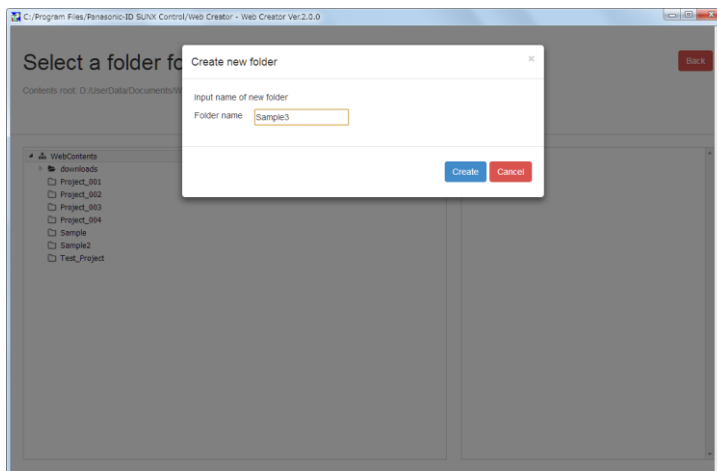 C:/Program Files/Panasonic-ID SUNX Control/Web Creator - Web Creator Ver.2.0.0
Select a folder fo
Back
Contents root: D:/UserData/Documents/W
Create new folder
×
Input name of new folder
Folder name Sample3
Create Cancel
WebContents
downloads
Project_001
Project_002
Project_003
Project_004
Sample
Sample2
Test_Project